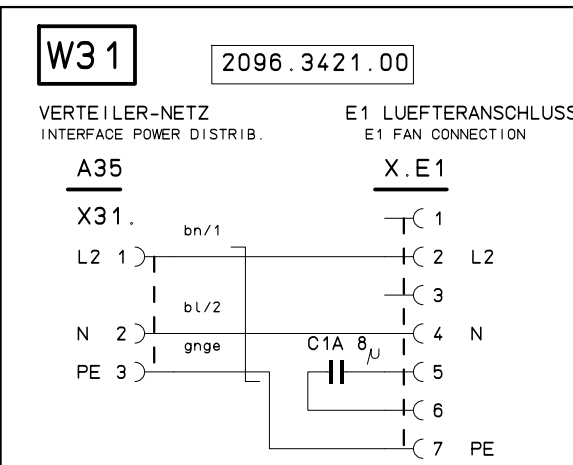 W31
2096.3421.00
VERTEILER-NETZ
INTERFACE POWER DISTRIB.
E1 LUEFTERANSCHLUSS
E1 FAN CONNECTION
A35
X.E1
X31.
1
bn/1
L2 1
2 L2
3
bl/2
N 2
4 N
gnge
C1A 8µ
PE 3
5
6
7 PE